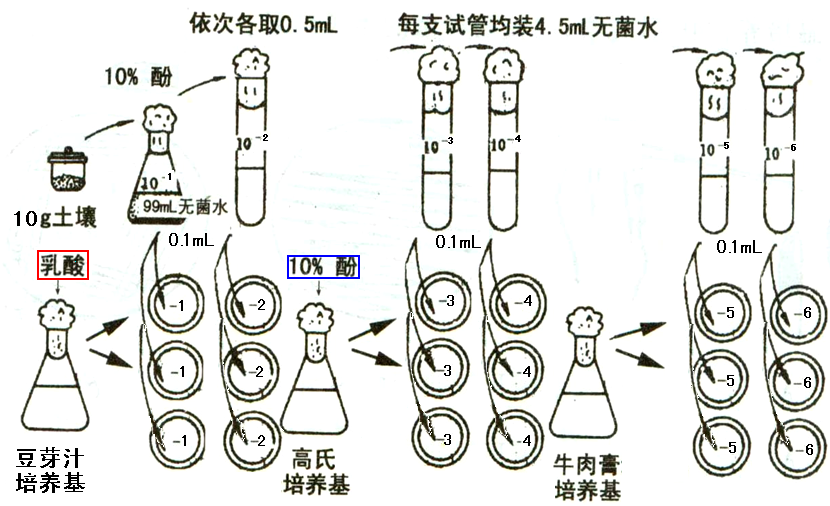 依次各取0.5mL
每支试管均装4.5mL无菌水
10% 酚
10⁻²
10⁻³
10⁻⁴
10⁻⁵
10⁻⁶
10⁻¹
99mL无菌水
10g土壤
0.1mL
0.1mL
0.1mL
乳酸
10% 酚
-1
-2
-3
-4
-5
-6
-1
-2
3
-4
-5
-6
-1
-2
-3
-4
-5
-6
豆芽汁
培养基
高氏
培养基
牛肉膏
培养基